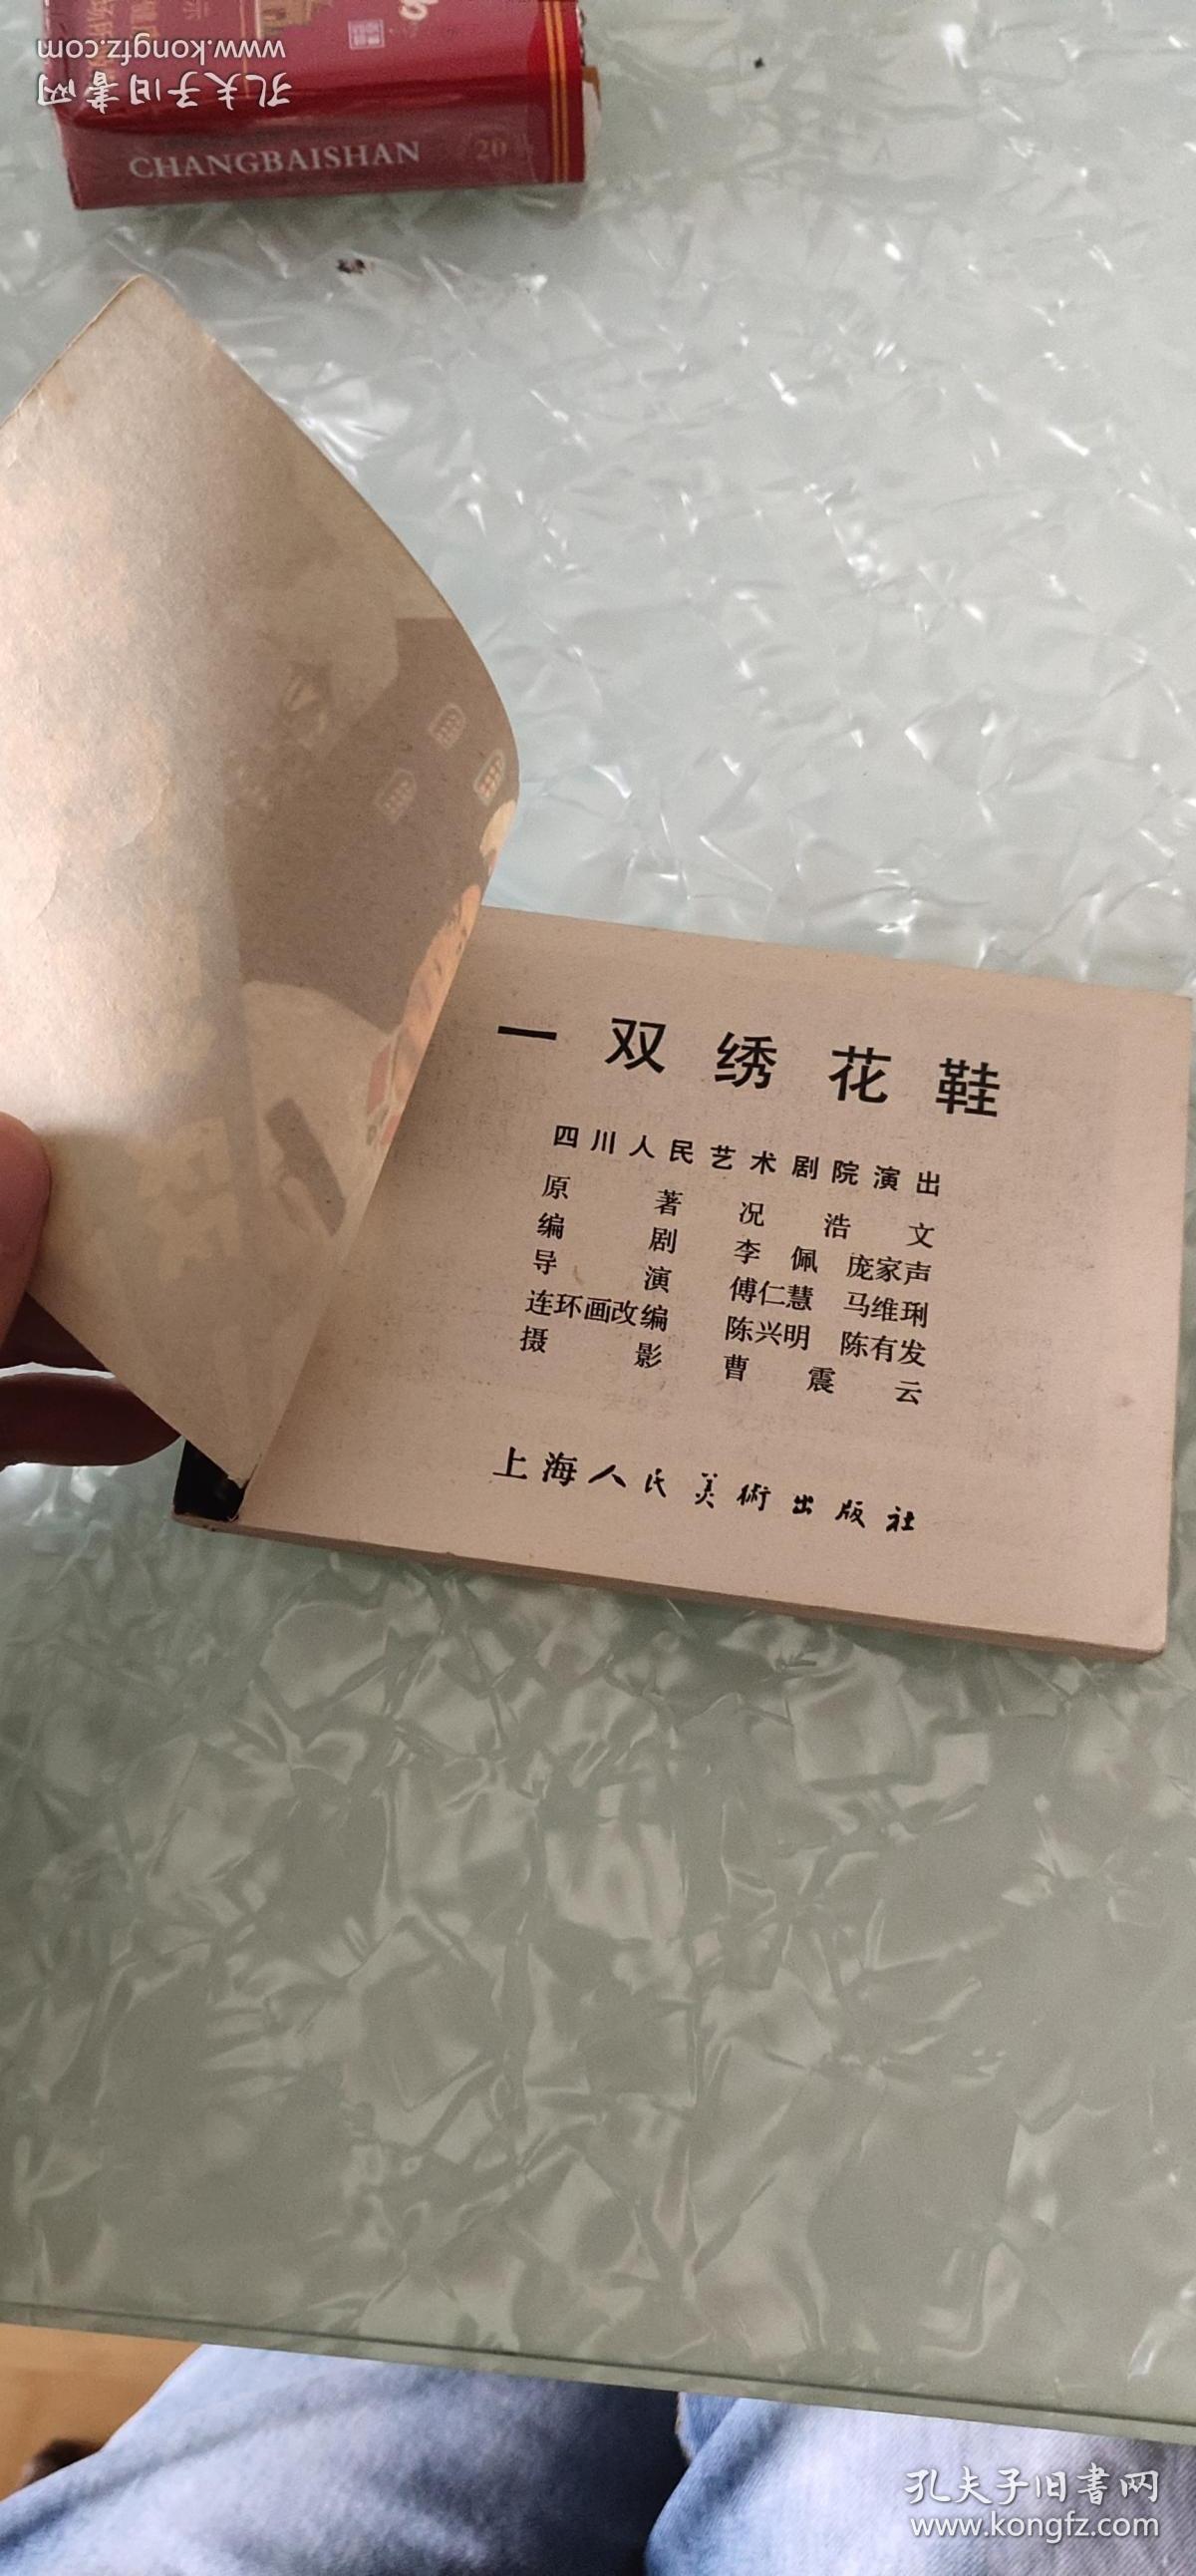 孔夫子旧書网
www.kongfz.com
CHANGBAISHAN 20
一双绣花鞋
四川人民艺术剧院演出
原著 况浩文
编剧 李佩 庞家声
导演 傅仁慧 马维琍
连环画改编 陈兴明 陈有发
摄影 曹震云
上海人民美術出版社
孔夫子旧書网
www.kongfz.com